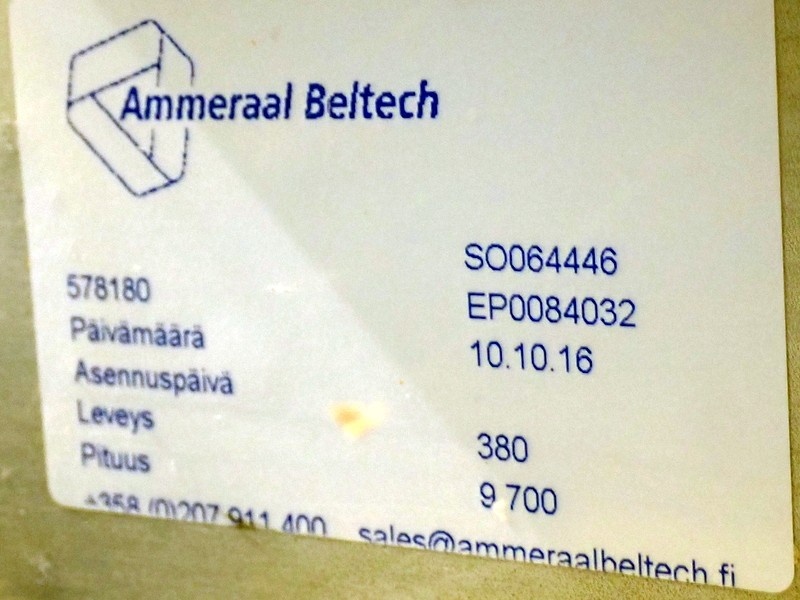 Ammeraal Beltech
SO064446
578180 EP0084032
Päivämäärä 10.10.16
Asennuspäivä
Leveys 380
Pituus 9 700
+358 (0)207 911 400 sales@ammeraalbeltech.fi